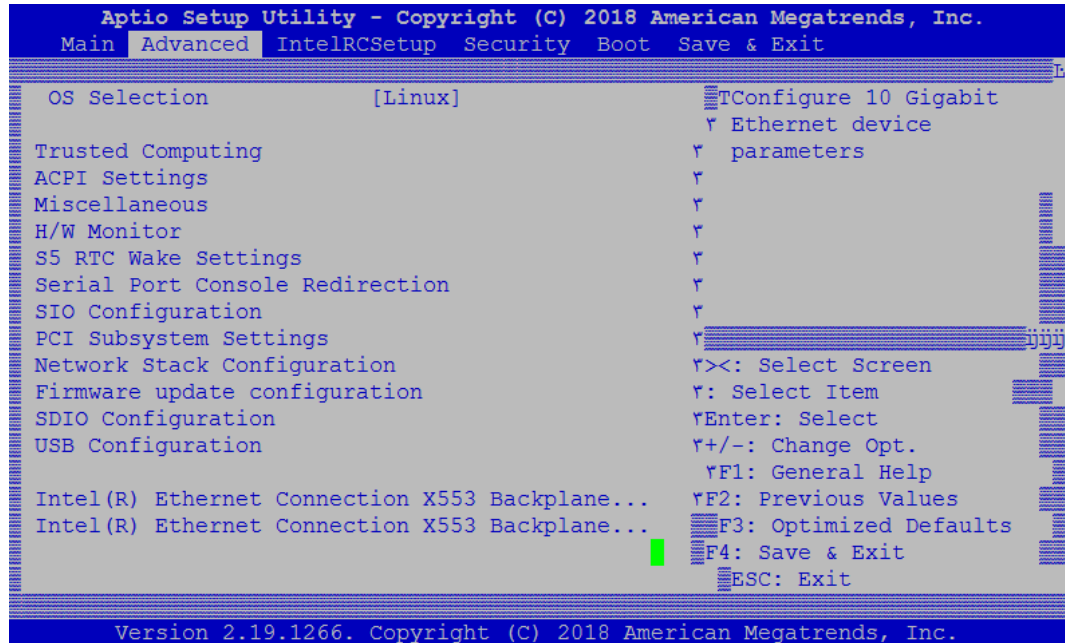 Aptio Setup Utility - Copyright (C) 2018 American Megatrends, Inc.
Main Advanced IntelRCSetup Security Boot Save & Exit
OS Selection [Linux]
Trusted Computing
ACPI Settings
Miscellaneous
H/W Monitor
S5 RTC Wake Settings
Serial Port Console Redirection
SIO Configuration
PCI Subsystem Settings
Network Stack Configuration
Firmware update configuration
SDIO Configuration
USB Configuration
Intel(R) Ethernet Connection X553 Backplane...
Intel(R) Ethernet Connection X553 Backplane...
TConfigure 10 Gigabit
Ethernet device
parameters
><: Select Screen
: Select Item
Enter: Select
+/-: Change Opt.
F1: General Help
F2: Previous Values
F3: Optimized Defaults
F4: Save & Exit
ESC: Exit
Version 2.19.1266. Copyright (C) 2018 American Megatrends, Inc.